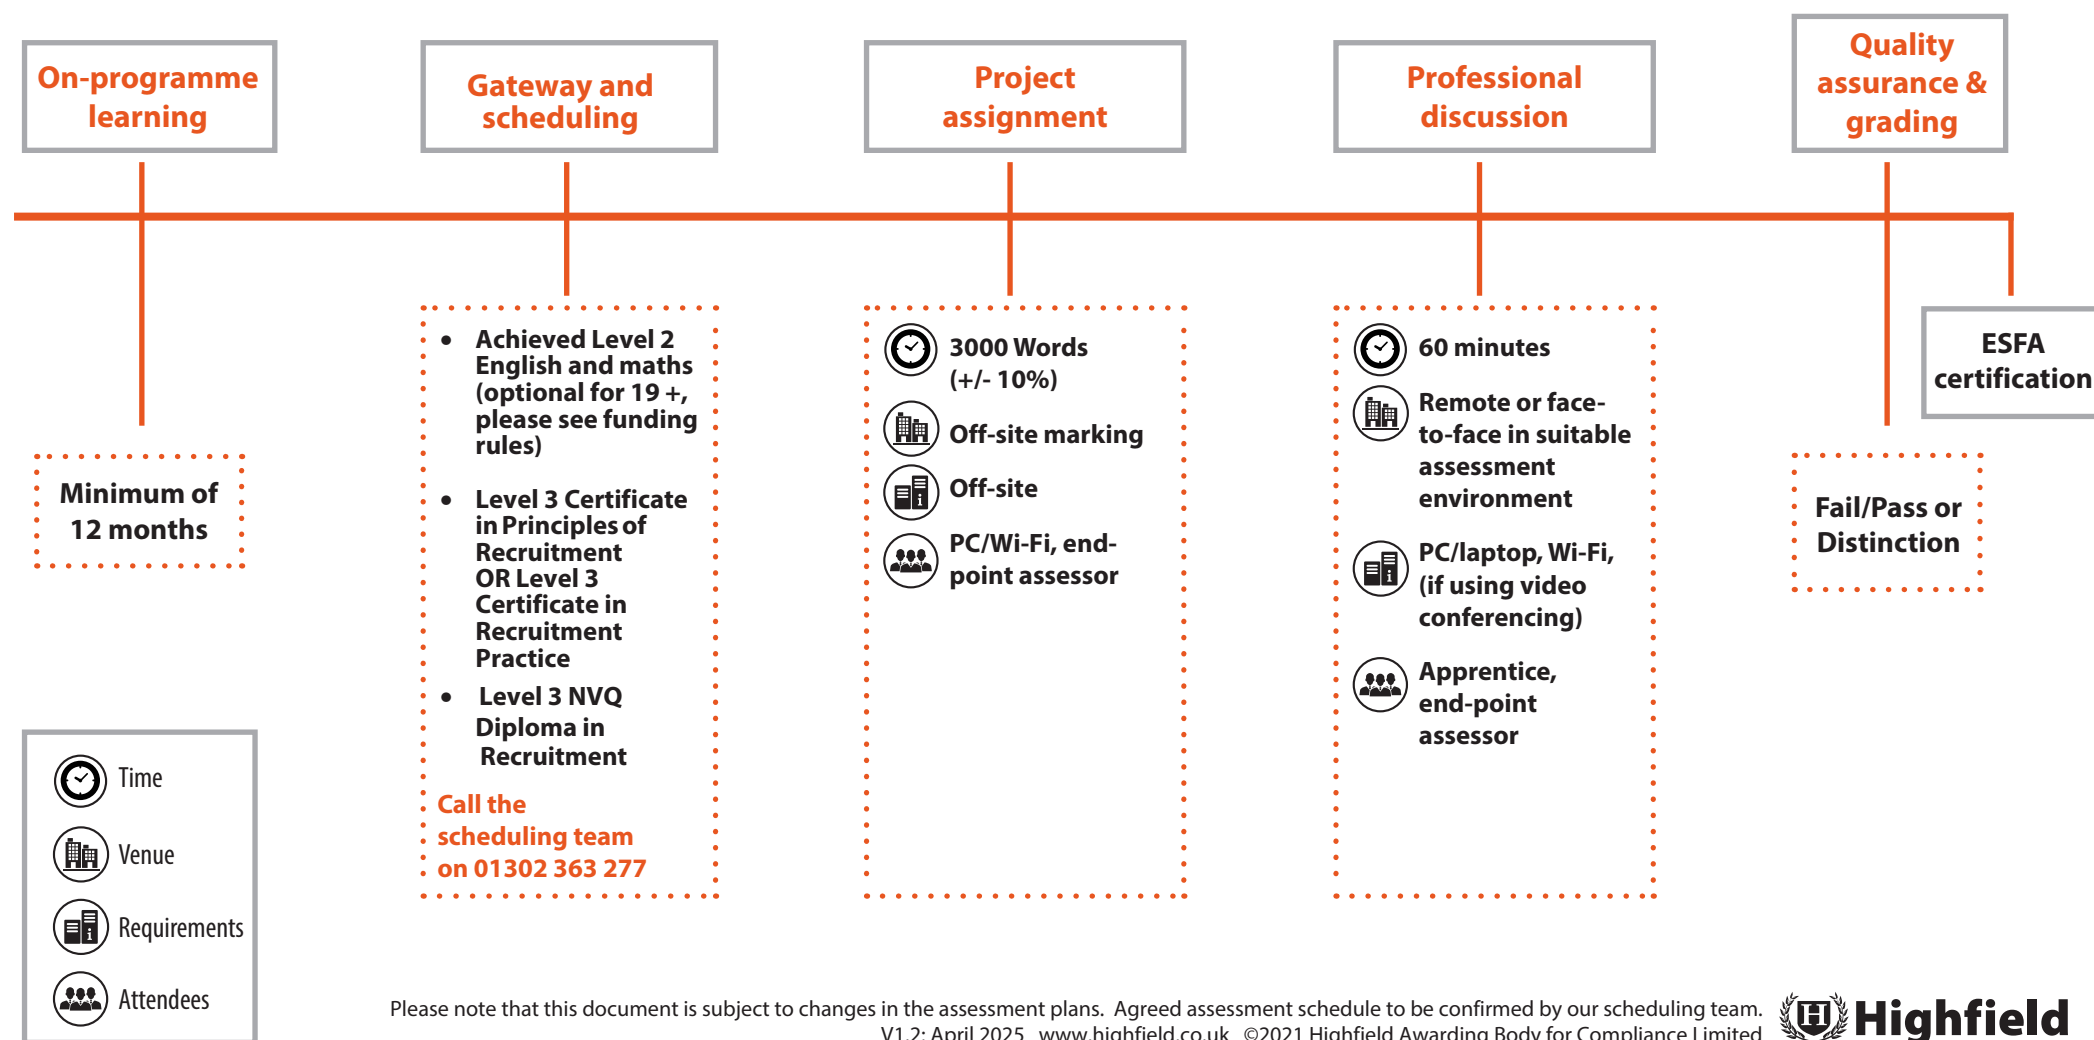 On-programme
learning
Gateway and
scheduling
Project
assignment
Professional
discussion
Quality
assurance &
grading
Minimum of
12 months
• Achieved Level 2
English and maths
(optional for 19 +,
please see funding
rules)
• Level 3 Certificate
in Principles of
Recruitment
OR Level 3
Certificate in
Recruitment
Practice
• Level 3 NVQ
Diploma in
Recruitment
Call the
scheduling team
on 01302 363 277
3000 Words
(+/- 10%)
Off-site marking
Off-site
PC/Wi-Fi, end-
point assessor
60 minutes
Remote or face-
to-face in suitable
assessment
environment
PC/laptop, Wi-Fi,
(if using video
conferencing)
Apprentice,
end-point
assessor
Fail/Pass or
Distinction
ESFA
certification
Time
Venue
Requirements
Attendees
Please note that this document is subject to changes in the assessment plans. Agreed assessment schedule to be confirmed by our scheduling team.
V1.2: April 2025 www.highfield.co.uk ©2021 Highfield Awarding Body for Compliance Limited
Highfield